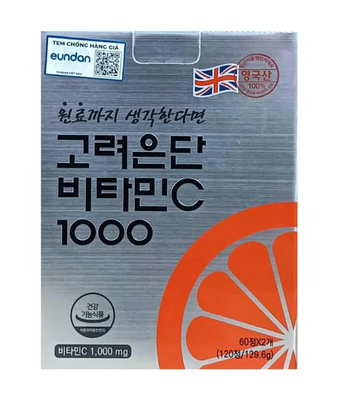 TEM CHỐNG HÀNG GIẢ
eundan
영국산
100%
원료까지 생각한다면
고려은단
비타민C
1000
건강
기능식품
비타민C 1,000 mg
60정X2개
(120정/129.6g)